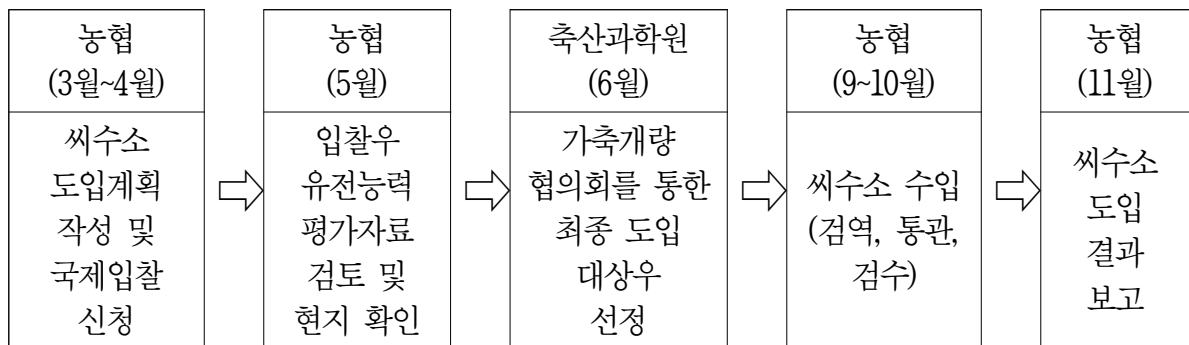 농협
(3월~4월)
씨수소
도입계획
작성 및
국제입찰
신청
농협
(5월)
입찰우
유전능력
평가자료
검토 및
현지 확인
축산과학원
(6월)
가축개량
협의회를 통한
최종 도입
대상우
선정
농협
(9~10월)
씨수소 수입
(검역, 통관,
검수)
농협
(11월)
씨수소
도입
결과
보고